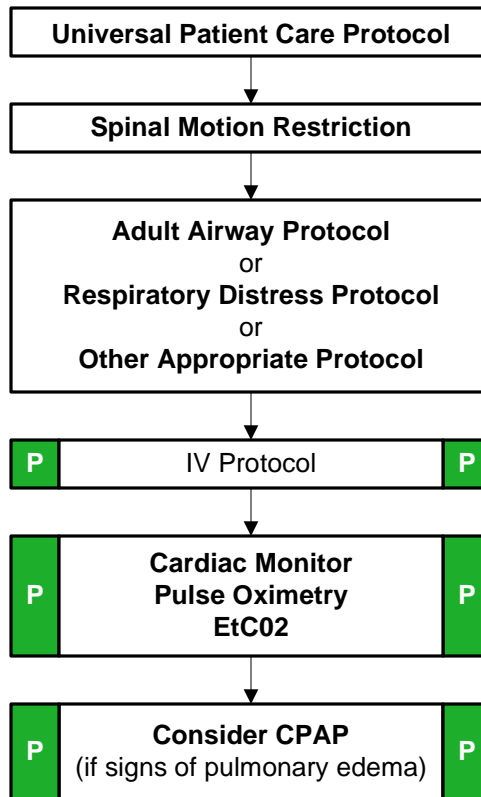 Universal Patient Care Protocol
Spinal Motion Restriction
Adult Airway Protocol
or
Respiratory Distress Protocol
or
Other Appropriate Protocol
P IV Protocol P
Cardiac Monitor
P Pulse Oximetry P
EtC02
P Consider CPAP P
(if signs of pulmonary edema)